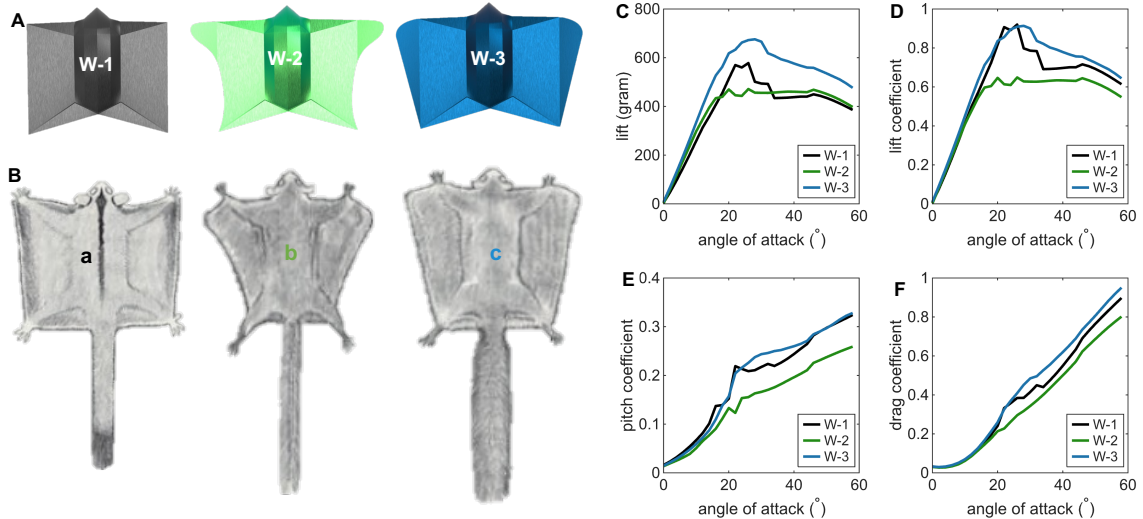 A
W-1
W-2
W-3
B
a
b
c
C
lift (gram)
800
600
400
200
0
0 20 40 60
angle of attack (°)
W-1
W-2
W-3
D
lift coefficient
1
0.8
0.6
0.4
0.2
0
0 20 40 60
angle of attack (°)
W-1
W-2
W-3
E
pitch coefficient
0.4
0.3
0.2
0.1
0
0 20 40 60
angle of attack (°)
W-1
W-2
W-3
F
drag coefficient
1
0.8
0.6
0.4
0.2
0
0 20 40 60
angle of attack (°)
W-1
W-2
W-3